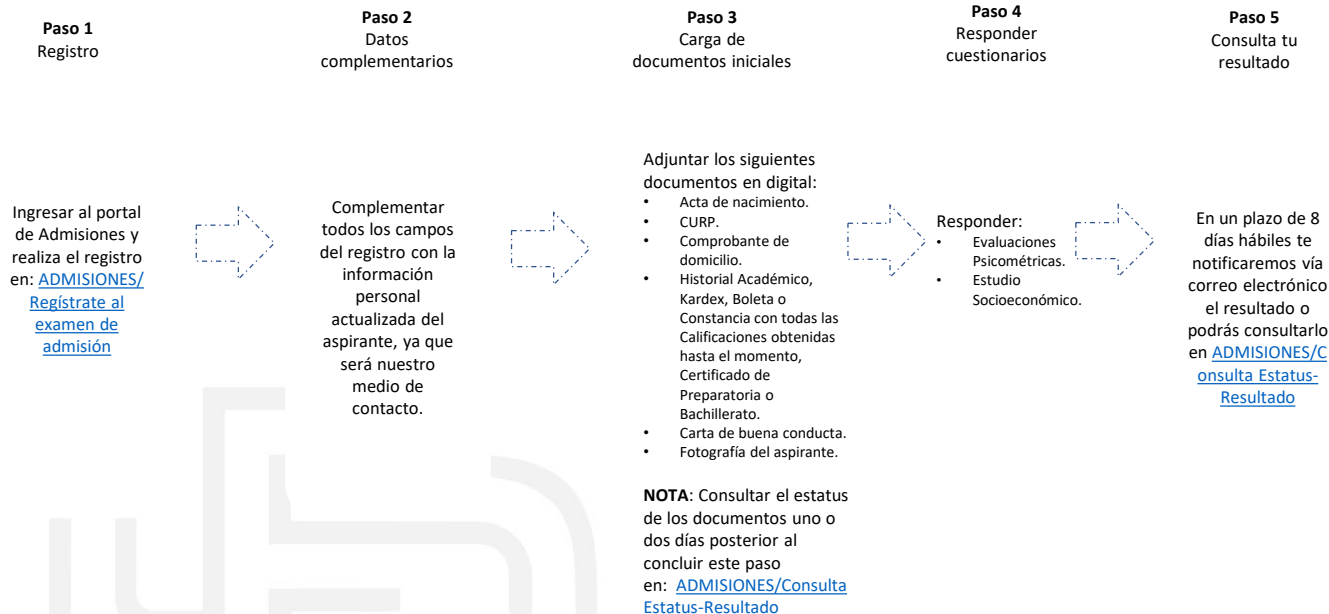 Paso 1
Registro
Paso 2
Datos
complementarios
Paso 3
Carga de
documentos iniciales
Paso 4
Responder
cuestionarios
Paso 5
Consulta tu
resultado
Ingresar al portal
de Admisiones y
realiza el registro
en: ADMISIONES/
Regístrate al
examen de
admisión
Complementar
todos los campos
del registro con la
información
personal
actualizada del
aspirante, ya que
será nuestro
medio de
contacto.
Adjuntar los siguientes
documentos en digital:
• Acta de nacimiento.
• CURP.
• Comprobante de
domicilio.
• Historial Académico,
Kardex, Boleta o
Constancia con todas las
Calificaciones obtenidas
hasta el momento,
Certificado de
Preparatoria o
Bachillerato.
• Carta de buena conducta.
• Fotografía del aspirante.
NOTA: Consultar el estatus
de los documentos uno o
dos días posterior al
concluir este paso
en: ADMISIONES/Consulta
Estatus-Resultado
Responder:
• Evaluaciones
Psicométricas.
• Estudio
Socioeconómico.
En un plazo de 8
días hábiles te
notificaremos vía
correo electrónico
el resultado o
podrás consultarlo
en ADMISIONES/C
onsulta Estatus-
Resultado